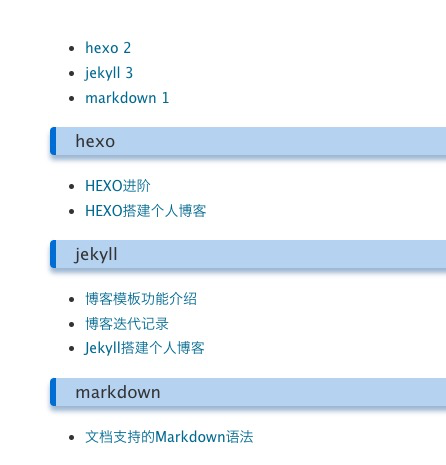 hexo 2
jekyll 3
markdown 1
hexo
HEXO进阶
HEXO搭建个人博客
jekyll
博客模板功能介绍
博客迭代记录
Jekyll搭建个人博客
markdown
文档支持的Markdown语法